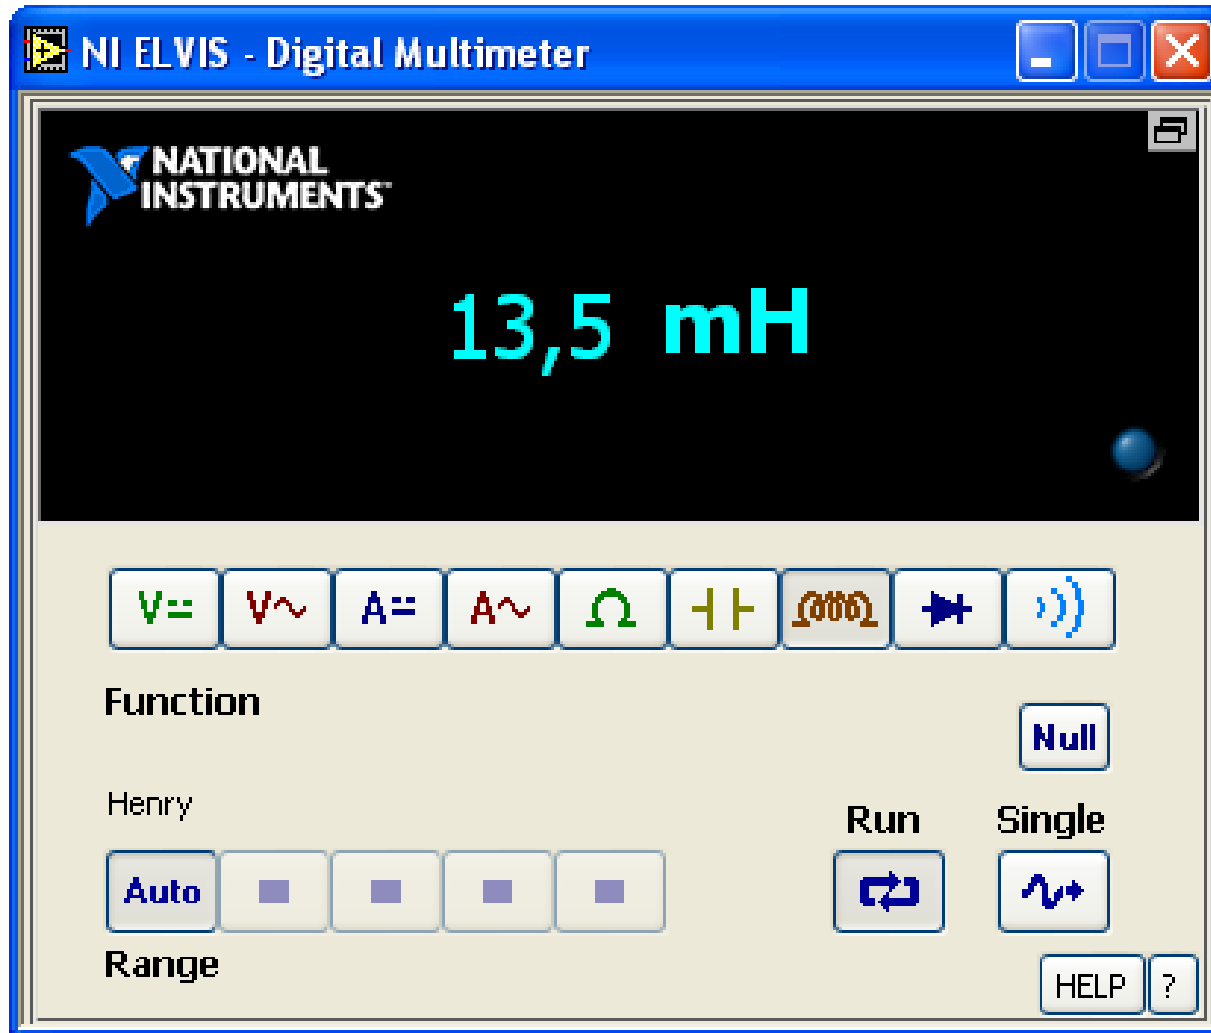 NI ELVIS - Digital Multimeter
NATIONAL
INSTRUMENTS
13,5 mH
V V A A Ω
Function
Null
Henry
Run Single
Auto
Range
HELP ?